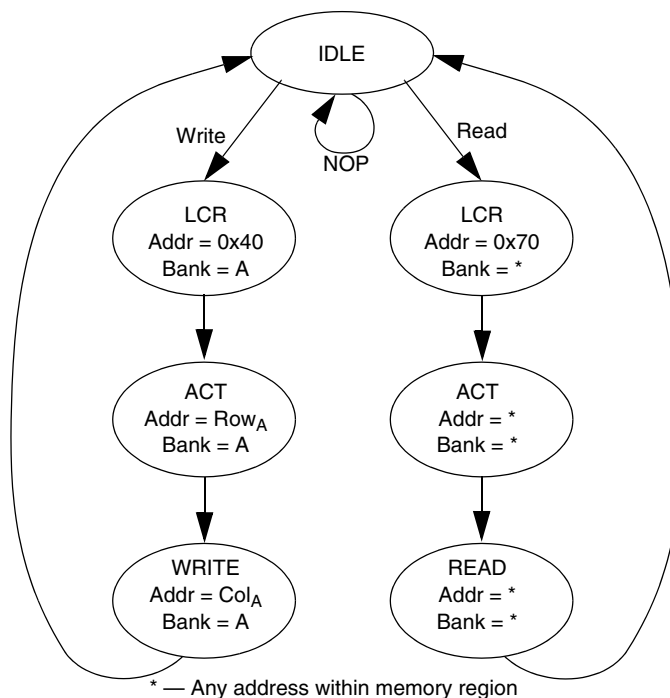 IDLE
Write
Read
NOP
LCR
Addr = 0x40
Bank = A
LCR
Addr = 0x70
Bank = *
ACT
Addr = RowA
Bank = A
ACT
Addr = *
Bank = *
WRITE
Addr = ColA
Bank = A
READ
Addr = *
Bank = *
* — Any address within memory region